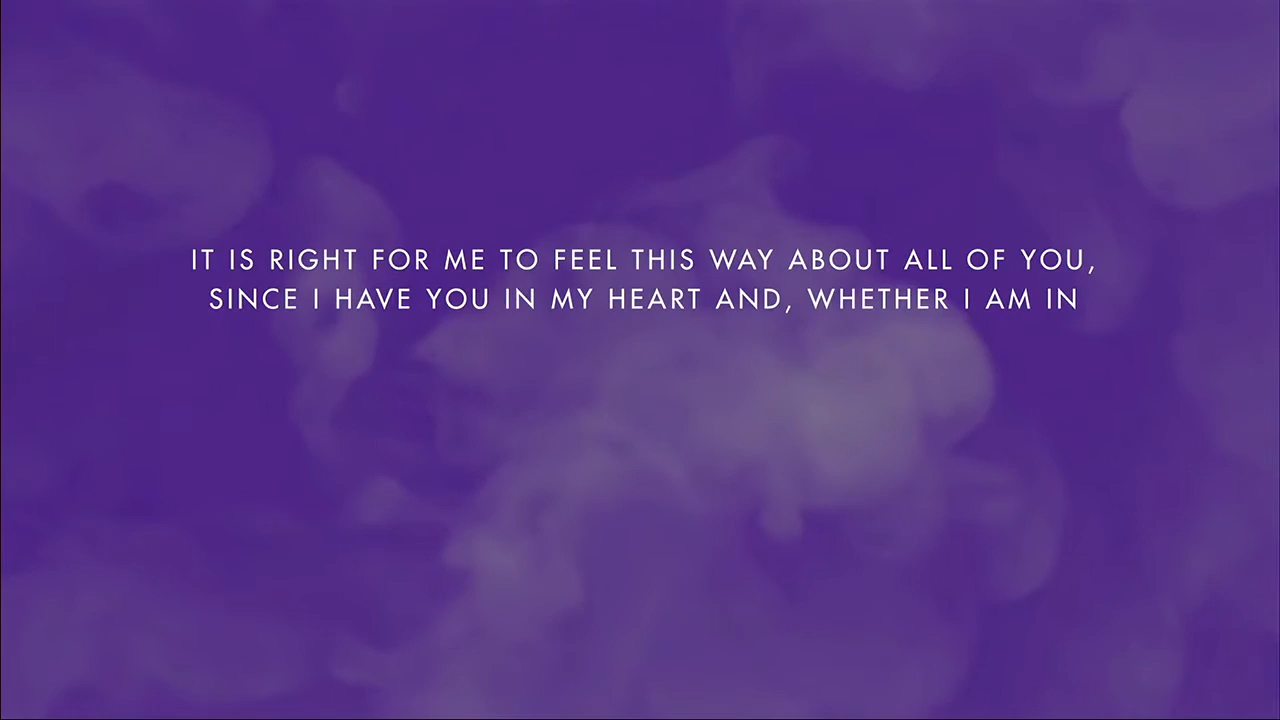 IT IS RIGHT FOR ME TO FEEL THIS WAY ABOUT ALL OF YOU,
SINCE I HAVE YOU IN MY HEART AND, WHETHER I AM IN